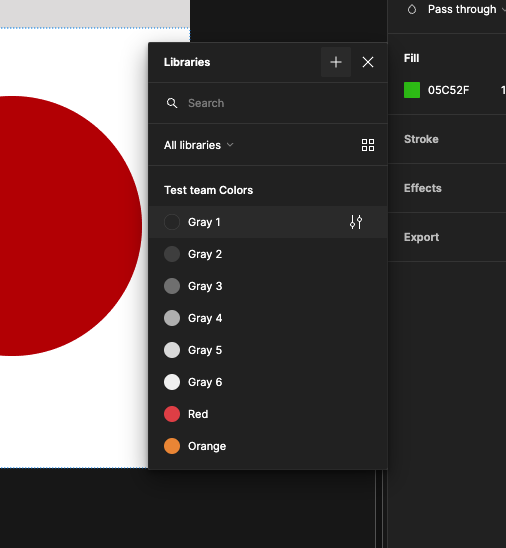 Pass through
Libraries
Fill
Search
05C52F
1
All libraries
Stroke
Test team Colors
Effects
Gray 1
Export
Gray 2
Gray 3
Gray 4
Gray 5
Gray 6
Red
Orange